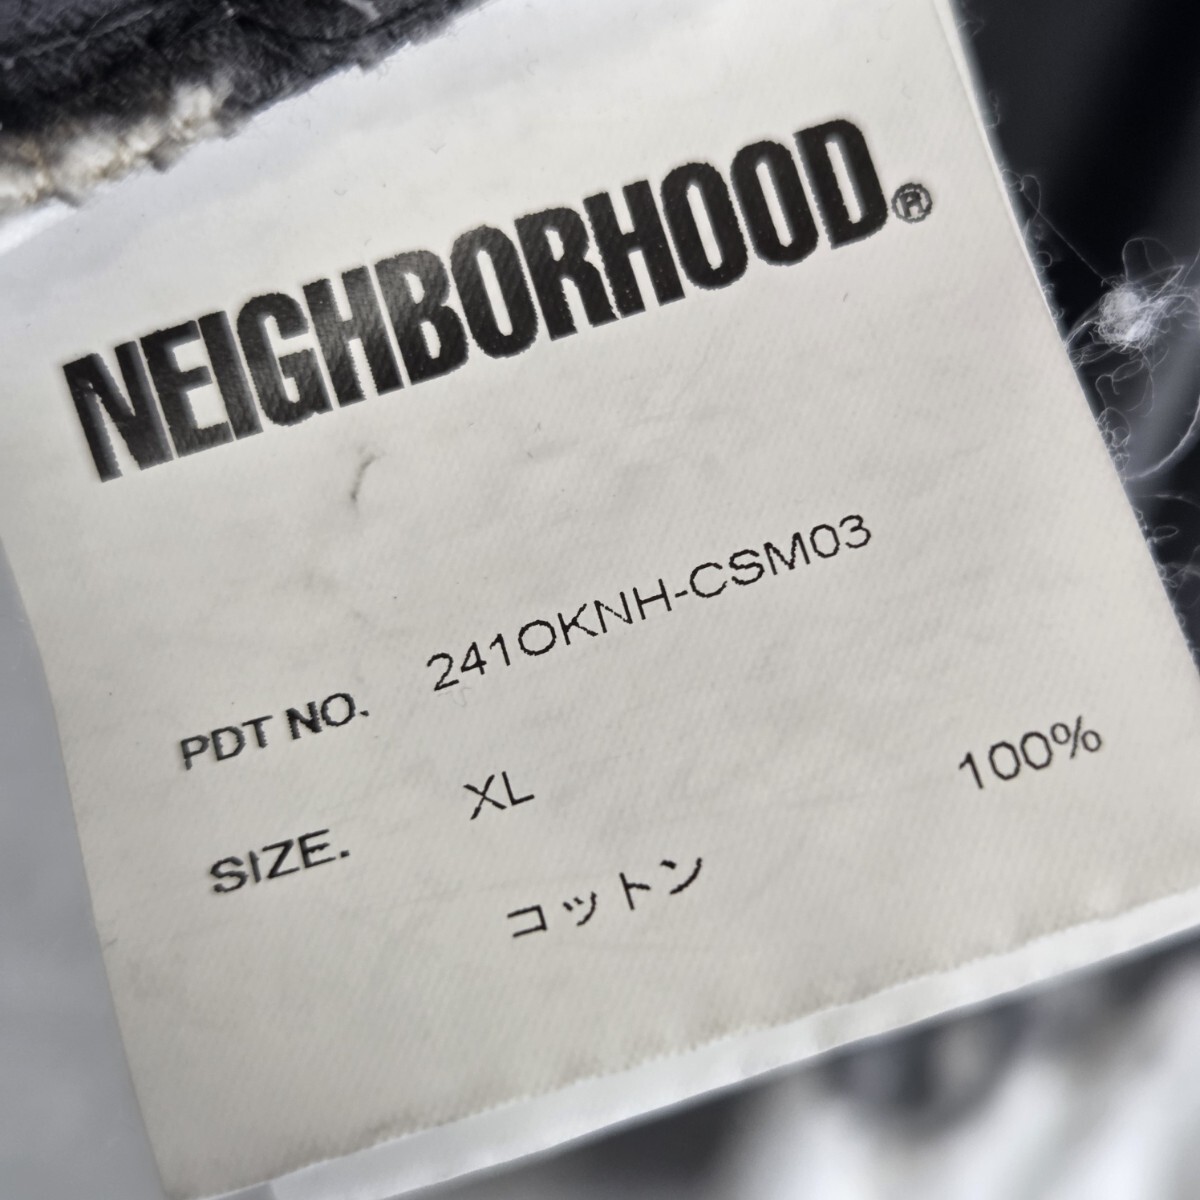 NEIGHBORHOOD®
PDT NO. 241OKNH-CSM03
SIZE. XL
コットン 100%